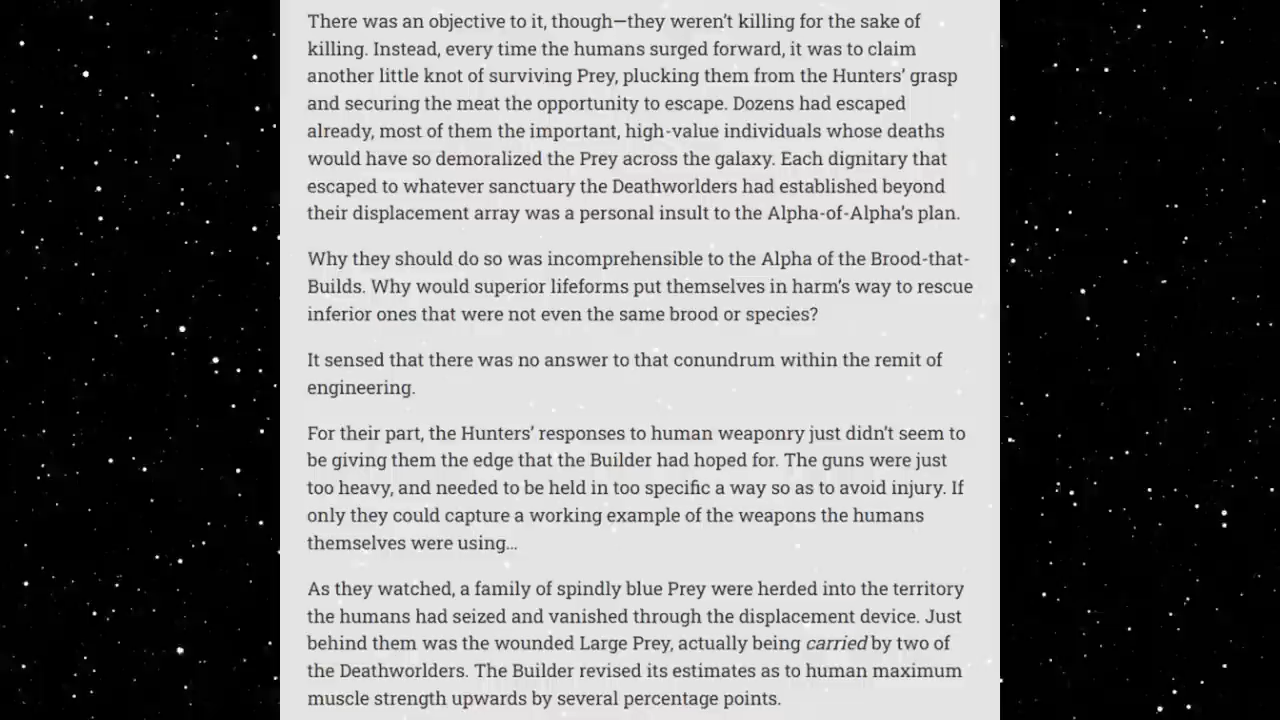 There was an objective to it, though—they weren’t killing for the sake of
killing. Instead, every time the humans surged forward, it was to claim
another little knot of surviving Prey, plucking them from the Hunters’ grasp
and securing the meat the opportunity to escape. Dozens had escaped
already, most of them the important, high-value individuals whose deaths
would have so demoralized the Prey across the galaxy. Each dignitary that
escaped to whatever sanctuary the Deathworlders had established beyond
their displacement array was a personal insult to the Alpha-of-Alpha’s plan.
Why they should do so was incomprehensible to the Alpha of the Brood-that-
Builds. Why would superior lifeforms put themselves in harm’s way to rescue
inferior ones that were not even the same brood or species?
It sensed that there was no answer to that conundrum within the remit of
engineering.
For their part, the Hunters’ responses to human weaponry just didn’t seem to
be giving them the edge that the Builder had hoped for. The guns were just
too heavy, and needed to be held in too specific a way so as to avoid injury. If
only they could capture a working example of the weapons the humans
themselves were using…
As they watched, a family of spindly blue Prey were herded into the territory
the humans had seized and vanished through the displacement device. Just
behind them was the wounded Large Prey, actually being carried by two of
the Deathworlders. The Builder revised its estimates as to human maximum
muscle strength upwards by several percentage points.